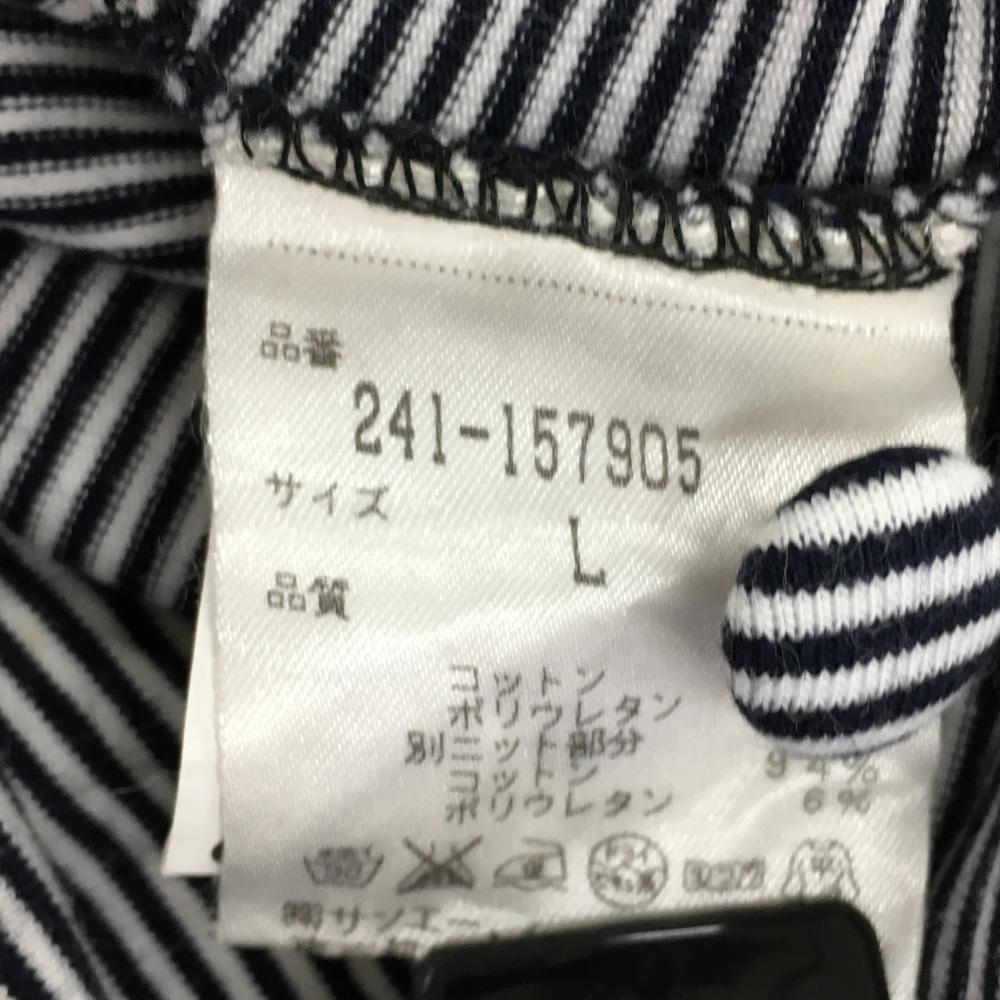 品番
241-157905
サイズ
L
品質
コットン
ポリウレタン
別ニット部分
コットン 94%
ポリウレタン 6%
㈱サンエー